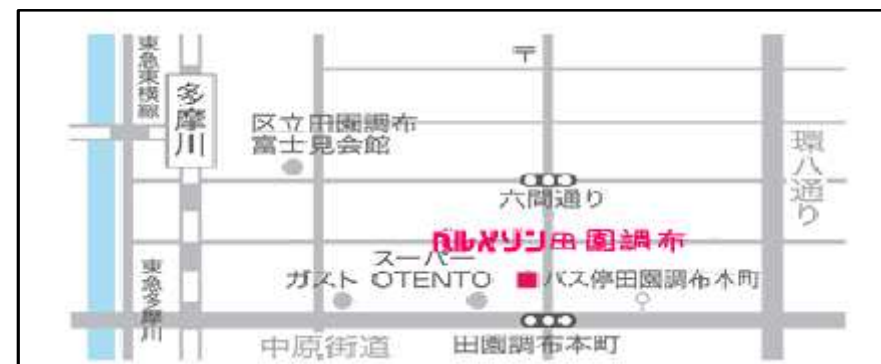 〒
東急東横線
多摩川
区立田園調布
富士見会館
環八通り
六間通り
ベルメゾン田園調布
スーパー
ガスト OTENTO
バス停田園調布本町
東急多摩川
中原街道
田園調布本町